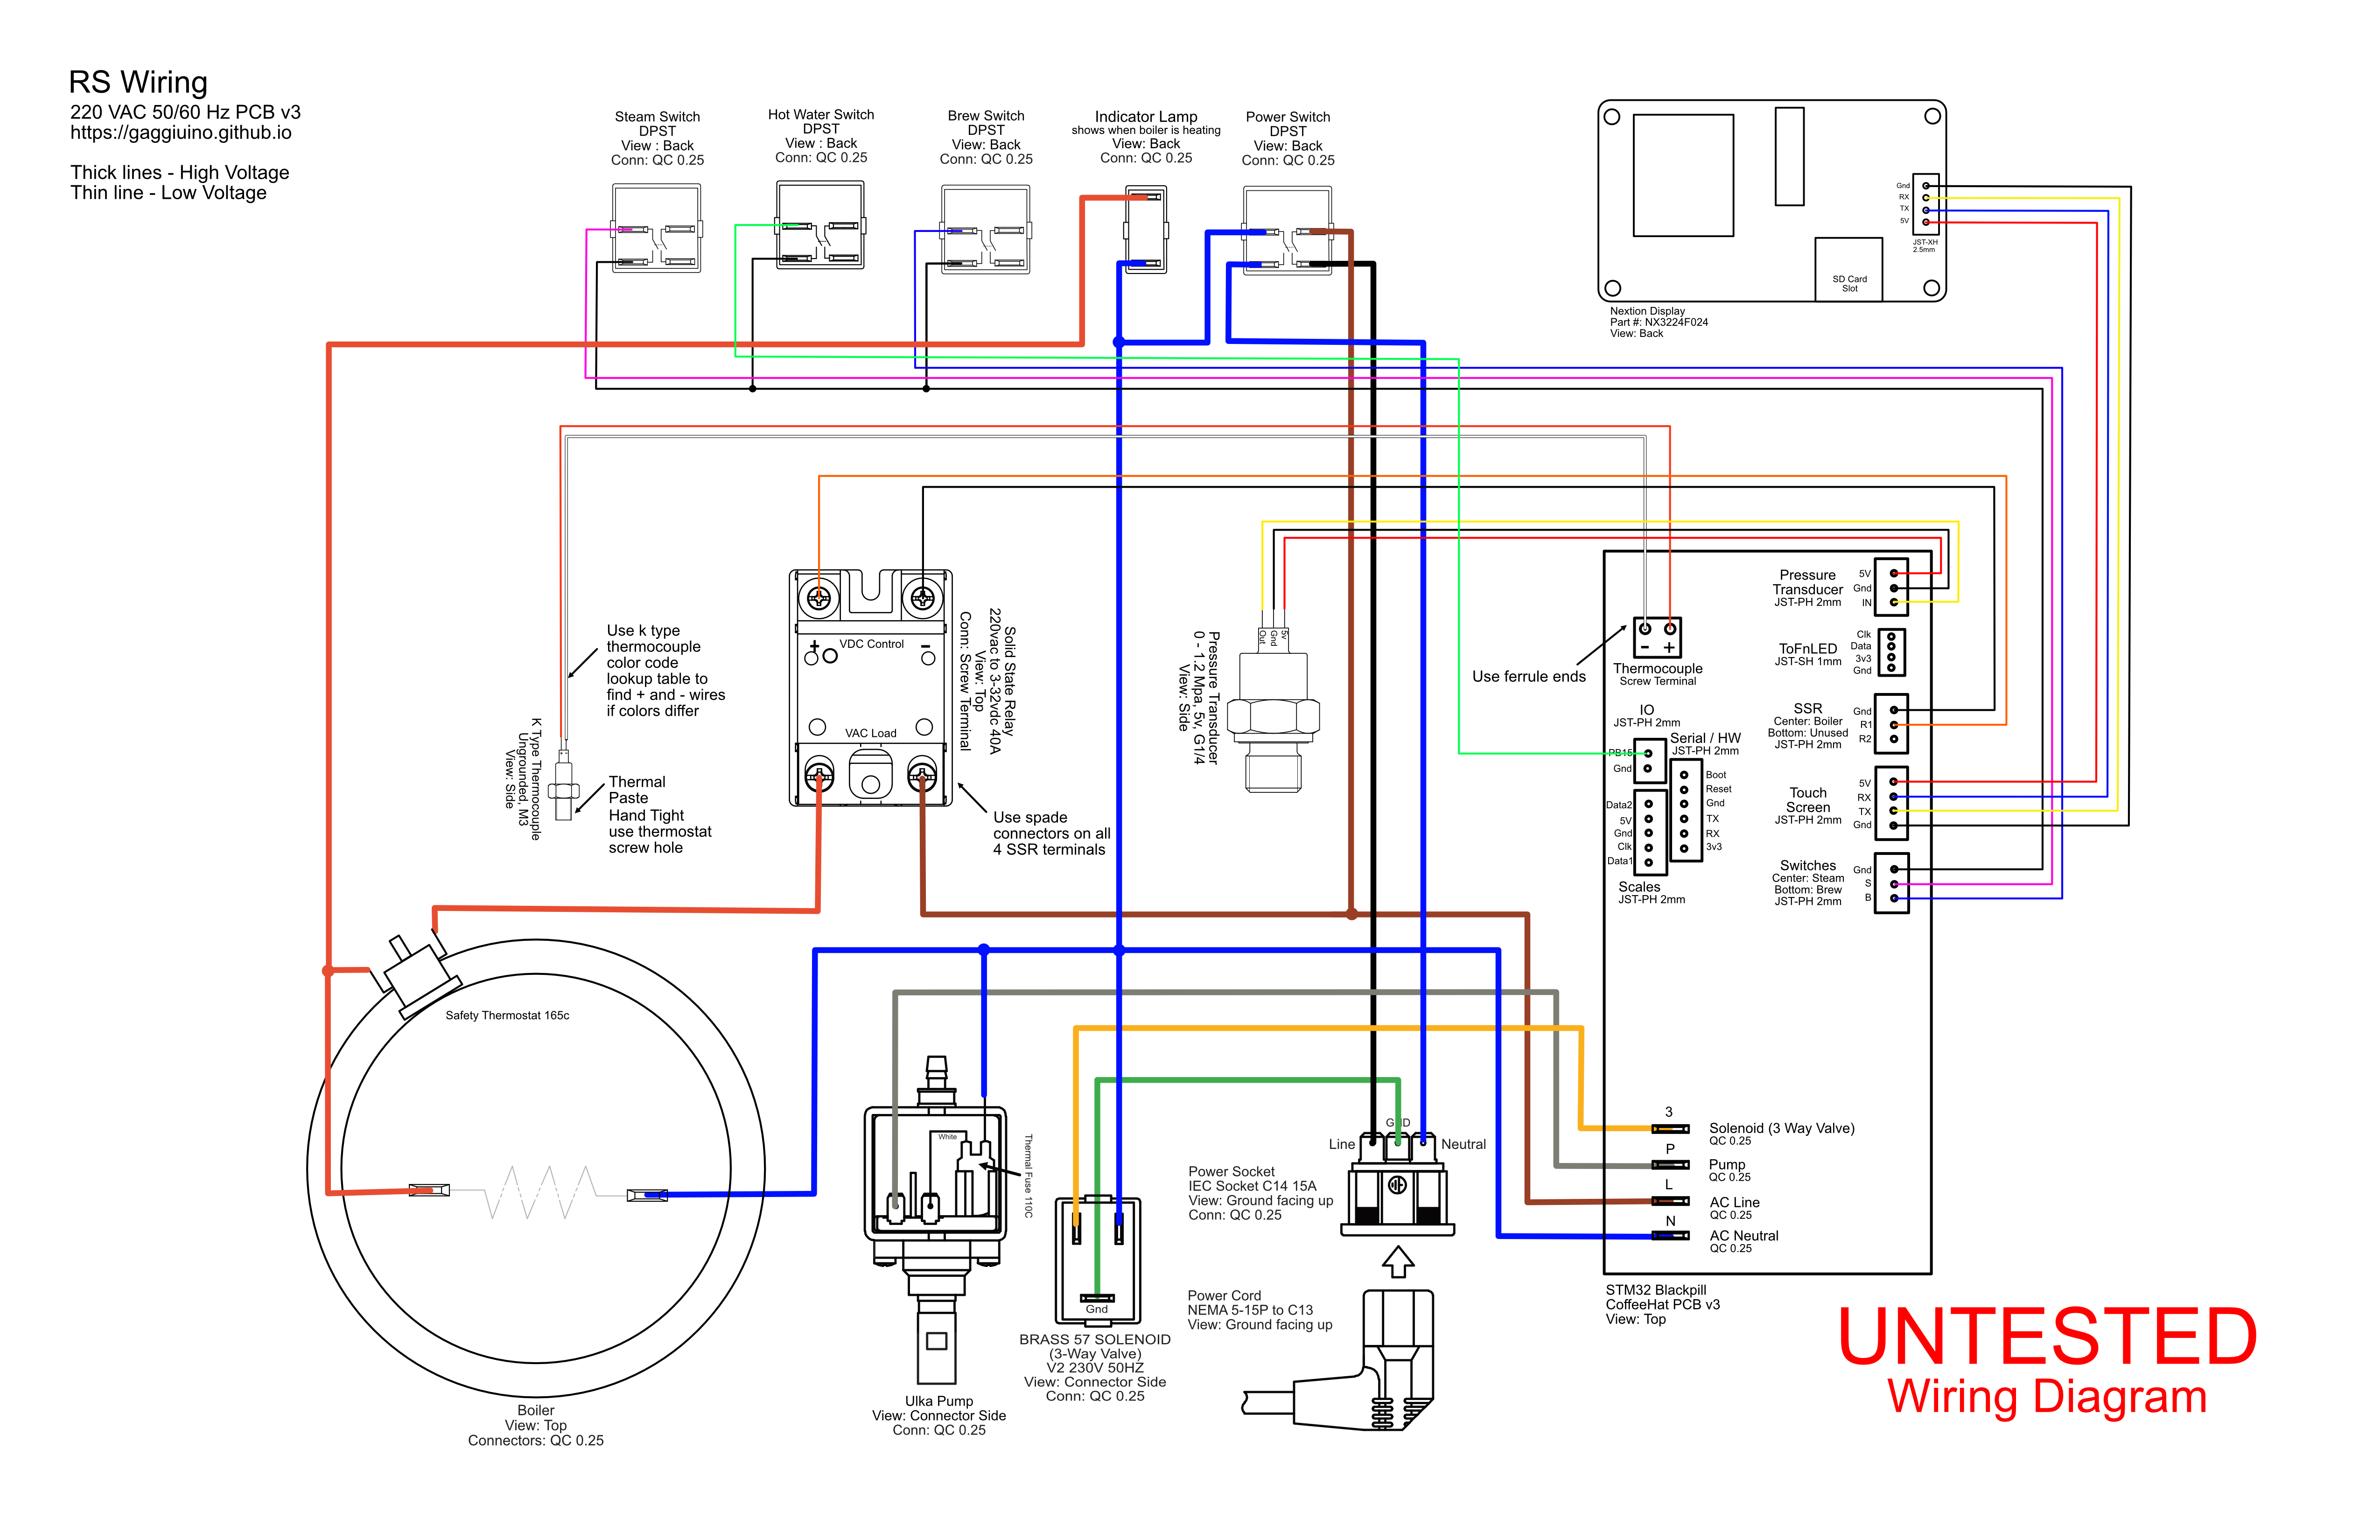 RS Wiring
220 VAC 50/60 Hz PCB v3
https://gaggiuino.github.io
Thick lines - High Voltage
Thin line - Low Voltage
Steam Switch
DPST
View : Back
Conn: QC 0.25
Hot Water Switch
DPST
View : Back
Conn: QC 0.25
Brew Switch
DPST
View: Back
Conn: QC 0.25
Indicator Lamp
shows when boiler is heating
View: Back
Conn: QC 0.25
Power Switch
DPST
View: Back
Conn: QC 0.25
Gnd
RX
TX
5V
JST-XH
2.5mm
SD Card
Slot
Nextion Display
Part #: NX3224F024
View: Back
Use k type
thermocouple
color code
lookup table to
find + and - wires
if colors differ
K Type Thermocouple
Ungrounded, M3
View: Side
Thermal
Paste
Hand Tight
use thermostat
screw hole
+
VDC Control
-
VAC Load
Solid State Relay
220vac to 3-32vdc 40A
View: Top
Conn: Screw Terminal
Use spade
connectors on all
4 SSR terminals
Out
Gnd
5v
Pressure Transducer
0 - 1.2 Mpa, 5v, G1/4
View: Side
Use ferrule ends
- +
Thermocouple
Screw Terminal
Pressure
Transducer
JST-PH 2mm
5V
Gnd
IN
ToFnLED
JST-SH 1mm
Clk
Data
3v3
Gnd
SSR
Center: Boiler
Bottom: Unused
JST-PH 2mm
Gnd
R1
R2
IO
JST-PH 2mm
PB15
Gnd
Serial / HW
JST-PH 2mm
Boot
Reset
Gnd
TX
RX
3v3
Data2
5V
Gnd
Clk
Data1
Scales
JST-PH 2mm
Touch
Screen
JST-PH 2mm
5V
RX
TX
Gnd
Switches
Center: Steam
Bottom: Brew
JST-PH 2mm
Gnd
S
B
Safety Thermostat 165c
Boiler
View: Top
Connectors: QC 0.25
White
Thermal Fuse 110C
Ulka Pump
View: Connector Side
Conn: QC 0.25
Gnd
BRASS 57 SOLENOID
(3-Way Valve)
V2 230V 50HZ
View: Connector Side
Conn: QC 0.25
GND
Line
Neutral
Power Socket
IEC Socket C14 15A
View: Ground facing up
Conn: QC 0.25
Power Cord
NEMA 5-15P to C13
View: Ground facing up
3
Solenoid (3 Way Valve)
QC 0.25
P
Pump
QC 0.25
L
AC Line
QC 0.25
N
AC Neutral
QC 0.25
STM32 Blackpill
CoffeeHat PCB v3
View: Top
UNTESTED
Wiring Diagram